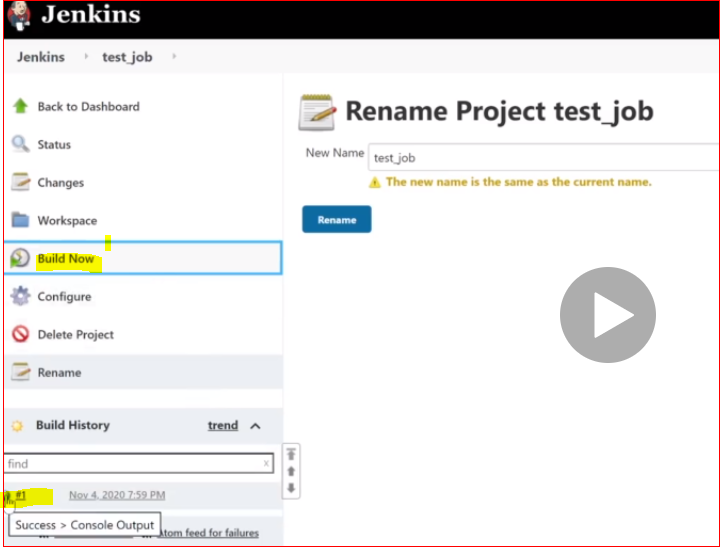 Jenkins
Jenkins test_job
Back to Dashboard
Status
Changes
Workspace
Build Now
Configure
Delete Project
Rename
Build History trend
find x
#1 Nov 4, 2020 7:59 PM
Success > Console Output
Atom feed for failures
Rename Project test_job
New Name test_job
The new name is the same as the current name.
Rename